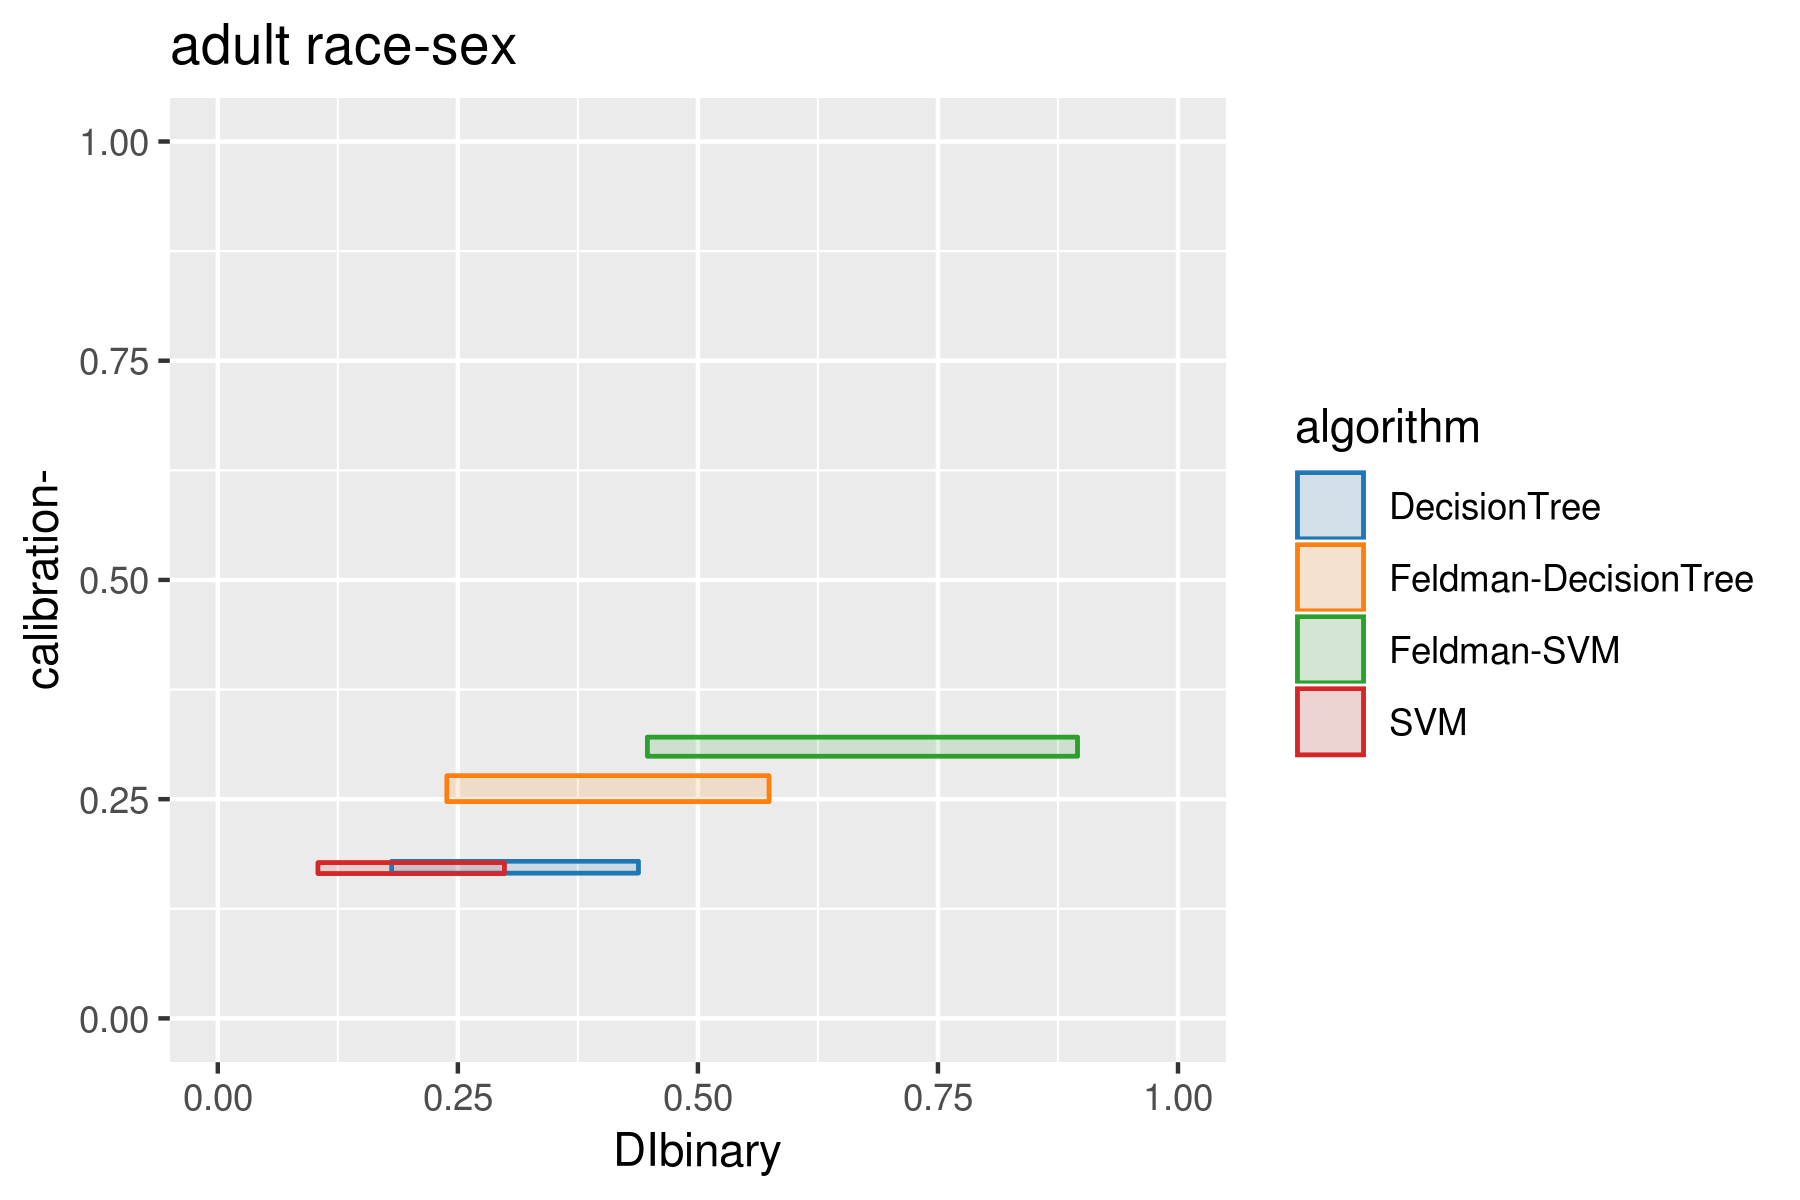 adult race-sex
calibration-
1.00
0.75
0.50
0.25
0.00
0.00 0.25 0.50 0.75 1.00
DIbinary
algorithm
DecisionTree
Feldman-DecisionTree
Feldman-SVM
SVM